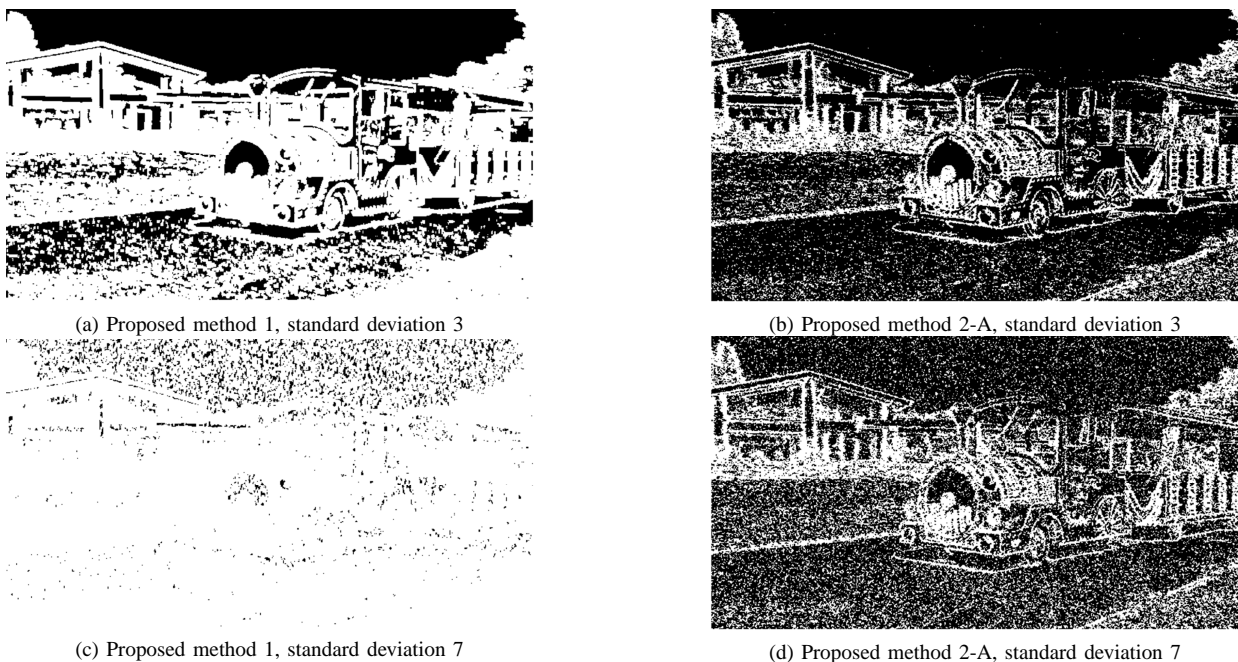 (a) Proposed method 1, standard deviation 3
(b) Proposed method 2-A, standard deviation 3
(c) Proposed method 1, standard deviation 7
(d) Proposed method 2-A, standard deviation 7